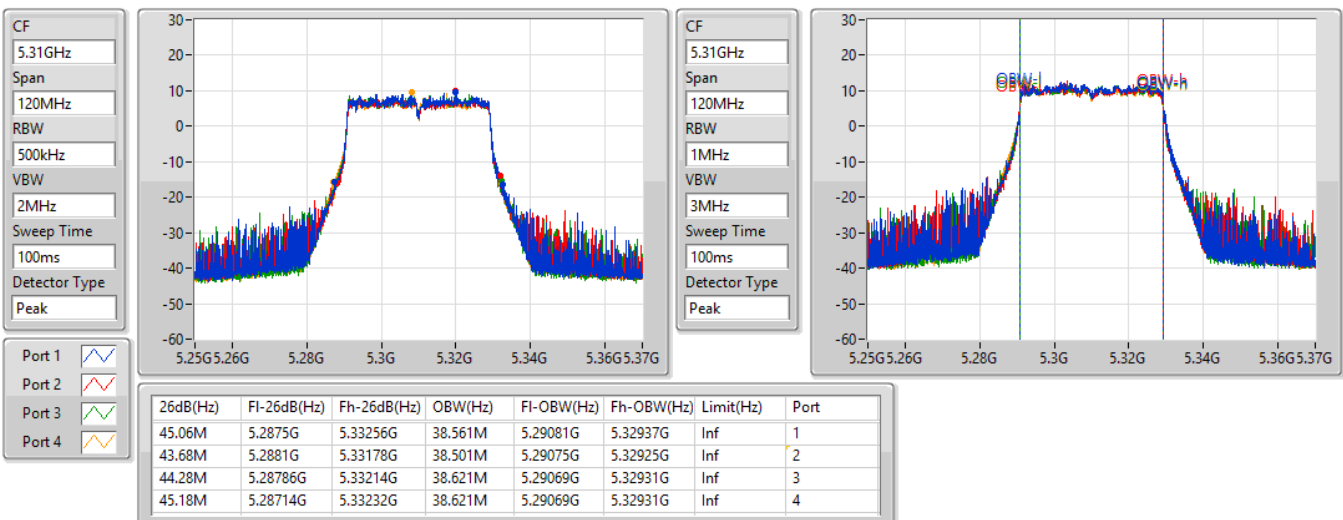 CF
5.31GHz
Span
120MHz
RBW
500kHz
VBW
2MHz
Sweep Time
100ms
Detector Type
Peak
30
20
10
0
-10
-20
-30
-40
-50
-60
5.25G 5.26G 5.28G 5.3G 5.32G 5.34G 5.36G 5.37G
CF
5.31GHz
Span
120MHz
RBW
1MHz
VBW
3MHz
Sweep Time
100ms
Detector Type
Peak
30
20
10
0
-10
-20
-30
-40
-50
-60
OBW-l OBW-h
5.25G 5.26G 5.28G 5.3G 5.32G 5.34G 5.36G 5.37G
Port 1
Port 2
Port 3
Port 4
26dB(Hz) Fl-26dB(Hz) Fh-26dB(Hz) OBW(Hz) Fl-OBW(Hz) Fh-OBW(Hz) Limit(Hz) Port
45.06M 5.2875G 5.33256G 38.561M 5.29081G 5.32937G Inf 1
43.68M 5.2881G 5.33178G 38.501M 5.29075G 5.32925G Inf 2
44.28M 5.28786G 5.33214G 38.621M 5.29069G 5.32931G Inf 3
45.18M 5.28714G 5.33232G 38.621M 5.29069G 5.32931G Inf 4